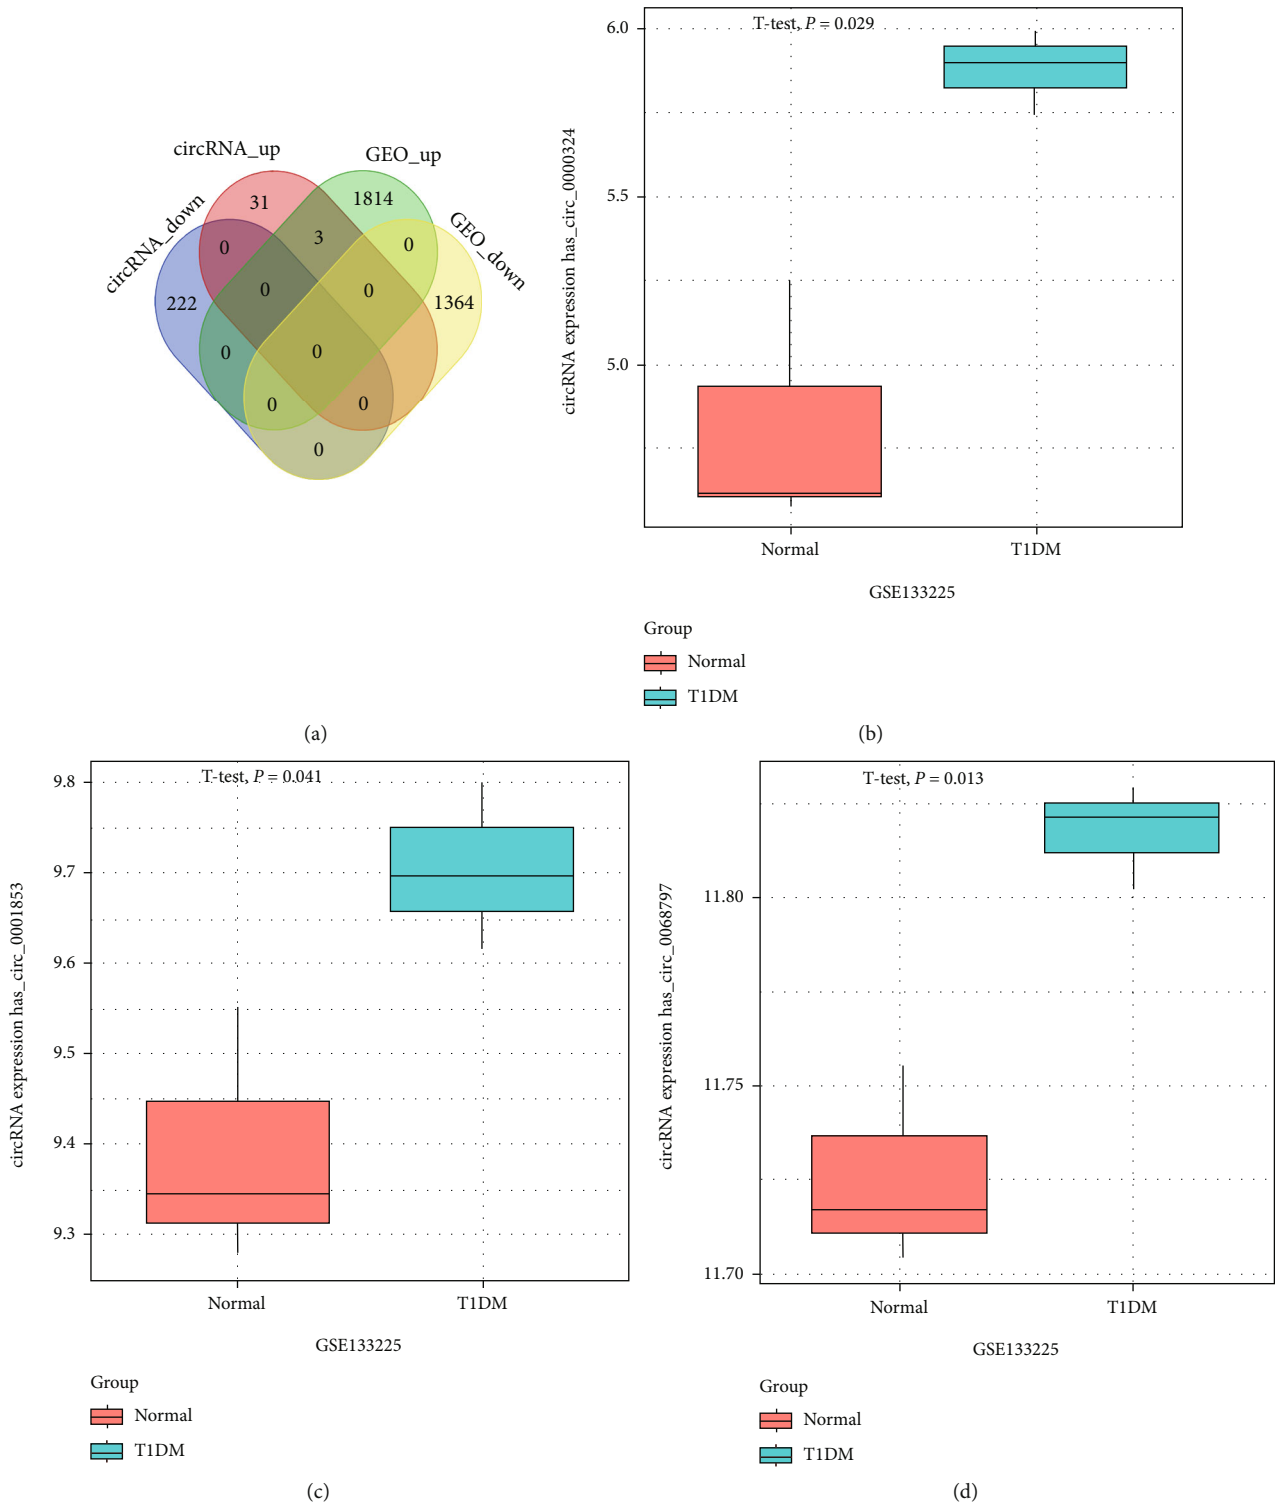 circRNA_up
GEO_up
circRNA_down
GEO_down
31
1814
0
3
0
222
0
0
1364
0
0
0
0
0
(a)
T-test, P = 0.029
circRNA expression has_circ_0000324
6.0
5.5
5.0
Normal
T1DM
GSE133225
Group
Normal
T1DM
(b)
T-test, P = 0.041
circRNA expression has_circ_0001853
9.8
9.7
9.6
9.5
9.4
9.3
Normal
T1DM
GSE133225
Group
Normal
T1DM
(c)
T-test, P = 0.013
circRNA expression has_circ_0068797
11.80
11.75
11.70
Normal
T1DM
GSE133225
Group
Normal
T1DM
(d)